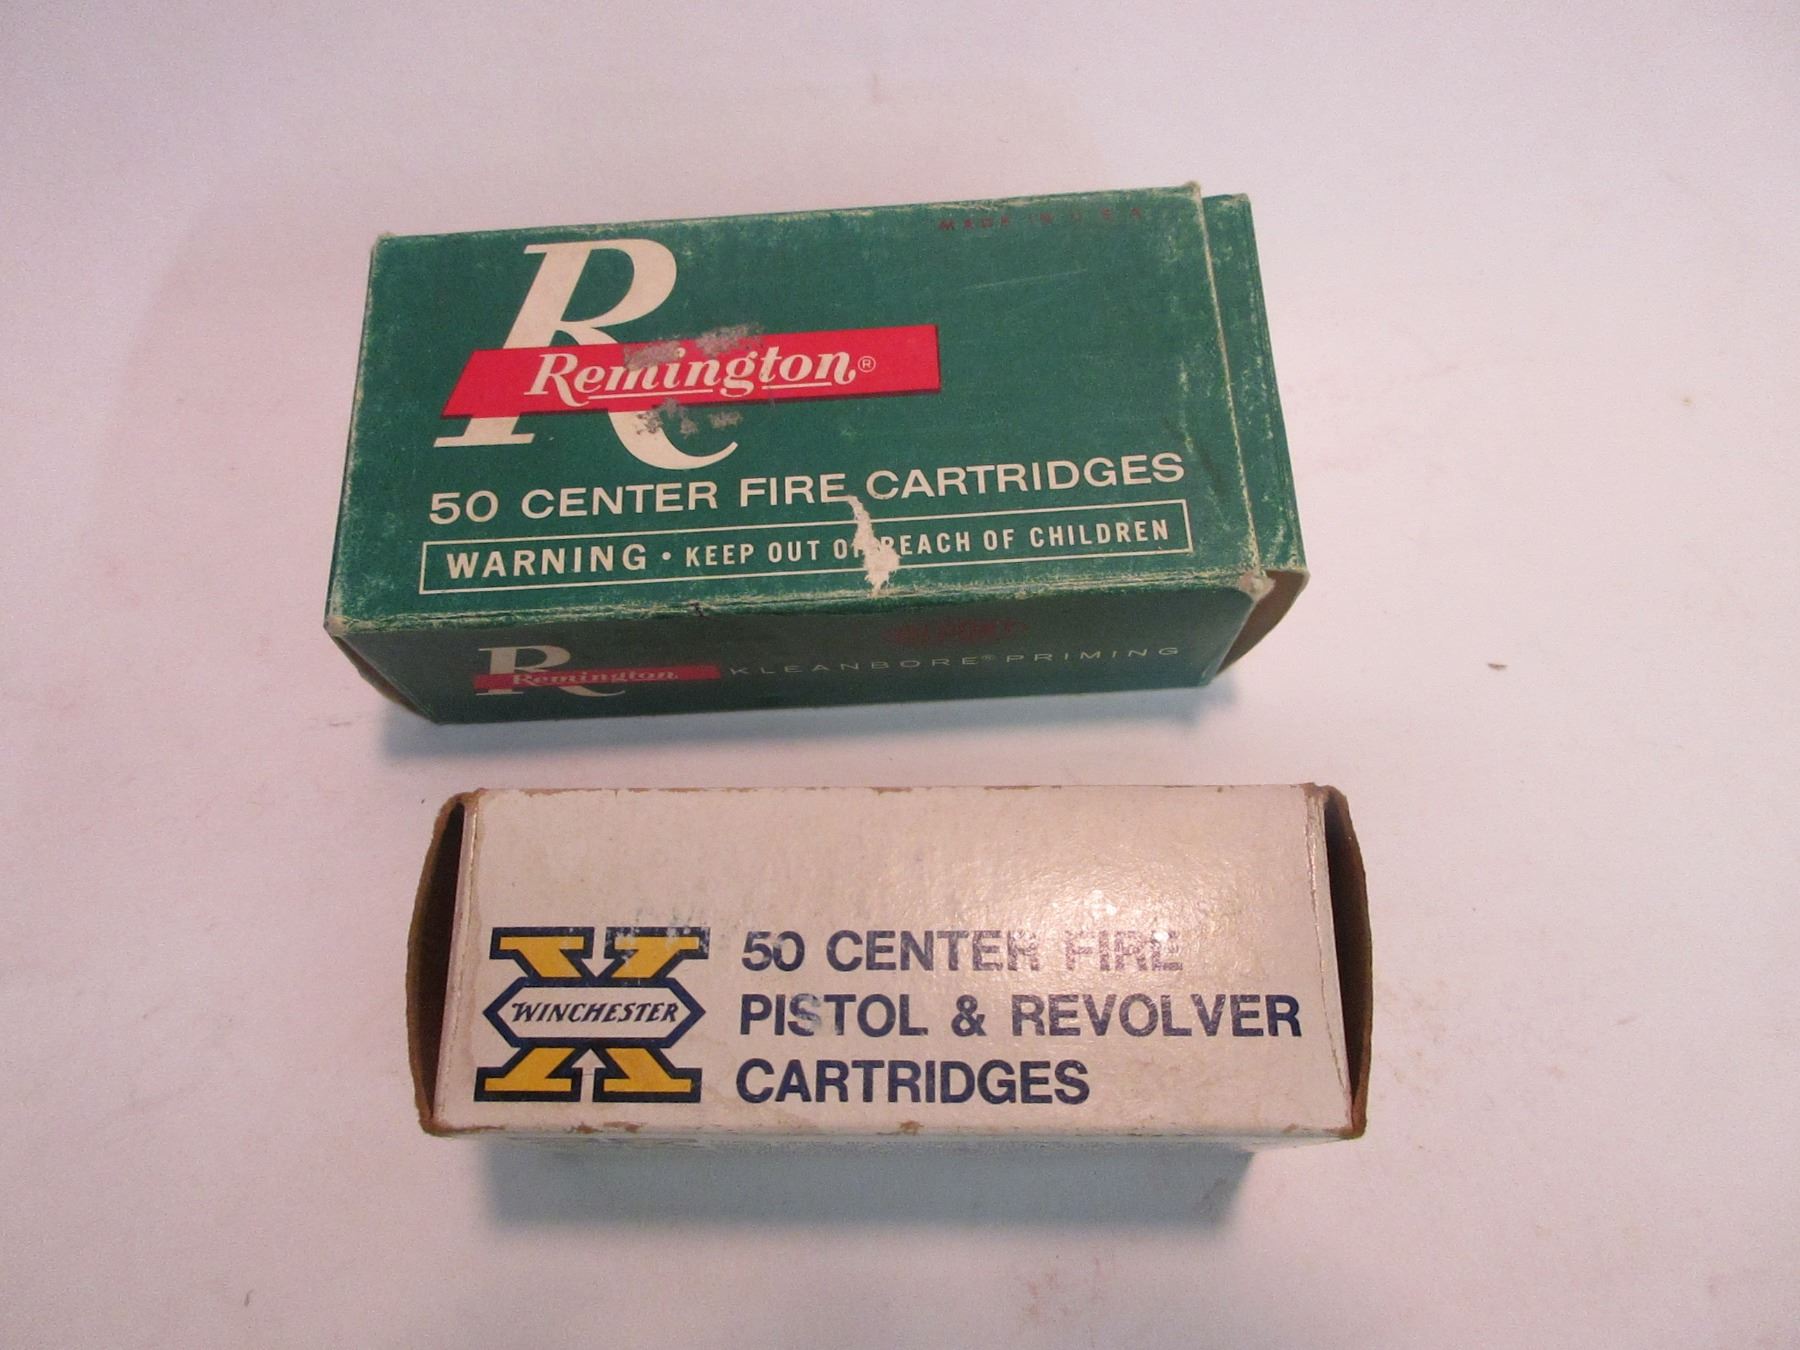 MADE IN U.S.A.
R
Remington®
50 CENTER FIRE CARTRIDGES
WARNING • KEEP OUT OF REACH OF CHILDREN
R
Remington KLEANBORE® PRIMING
X
WINCHESTER
50 CENTER FIRE
PISTOL & REVOLVER
CARTRIDGES